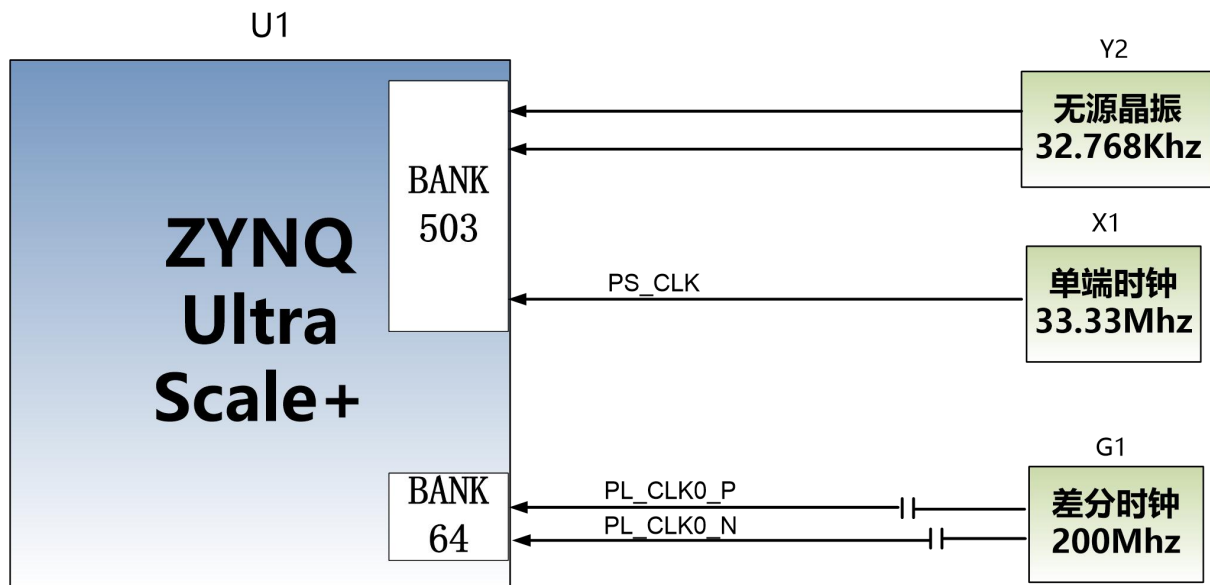 U1
ZYNQ
Ultra
Scale+
BANK
503
BANK
64
Y2
无源晶振
32.768Khz
X1
PS_CLK
单端时钟
33.33Mhz
G1
PL_CLK0_P
PL_CLK0_N
差分时钟
200Mhz